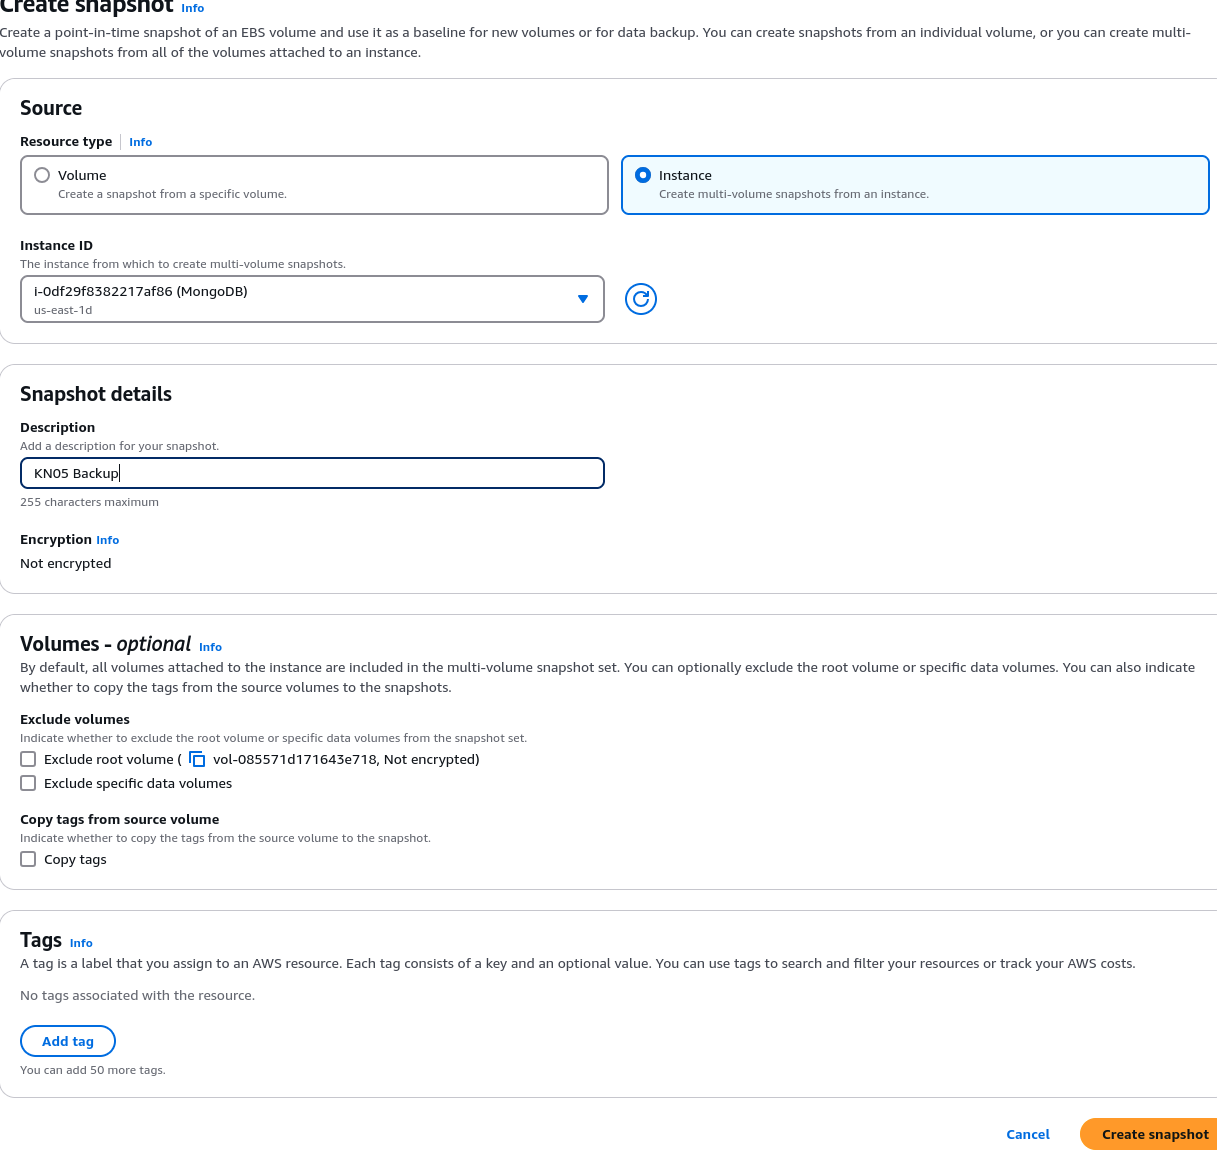 Create snapshot Info
Create a point-in-time snapshot of an EBS volume and use it as a baseline for new volumes or for data backup. You can create snapshots from an individual volume, or you can create multi-
volume snapshots from all of the volumes attached to an instance.
Source
Resource type Info
Volume
Create a snapshot from a specific volume.
Instance
Create multi-volume snapshots from an instance.
Instance ID
The instance from which to create multi-volume snapshots.
i-0df29f8382217af86 (MongoDB)
us-east-1d
Snapshot details
Description
Add a description for your snapshot.
KN05 Backup
255 characters maximum
Encryption Info
Not encrypted
Volumes - optional Info
By default, all volumes attached to the instance are included in the multi-volume snapshot set. You can optionally exclude the root volume or specific data volumes. You can also indicate
whether to copy the tags from the source volumes to the snapshots.
Exclude volumes
Indicate whether to exclude the root volume or specific data volumes from the snapshot set.
Exclude root volume ( vol-085571d171643e718, Not encrypted)
Exclude specific data volumes
Copy tags from source volume
Indicate whether to copy the tags from the source volume to the snapshot.
Copy tags
Tags Info
A tag is a label that you assign to an AWS resource. Each tag consists of a key and an optional value. You can use tags to search and filter your resources or track your AWS costs.
No tags associated with the resource.
Add tag
You can add 50 more tags.
Cancel Create snapshot